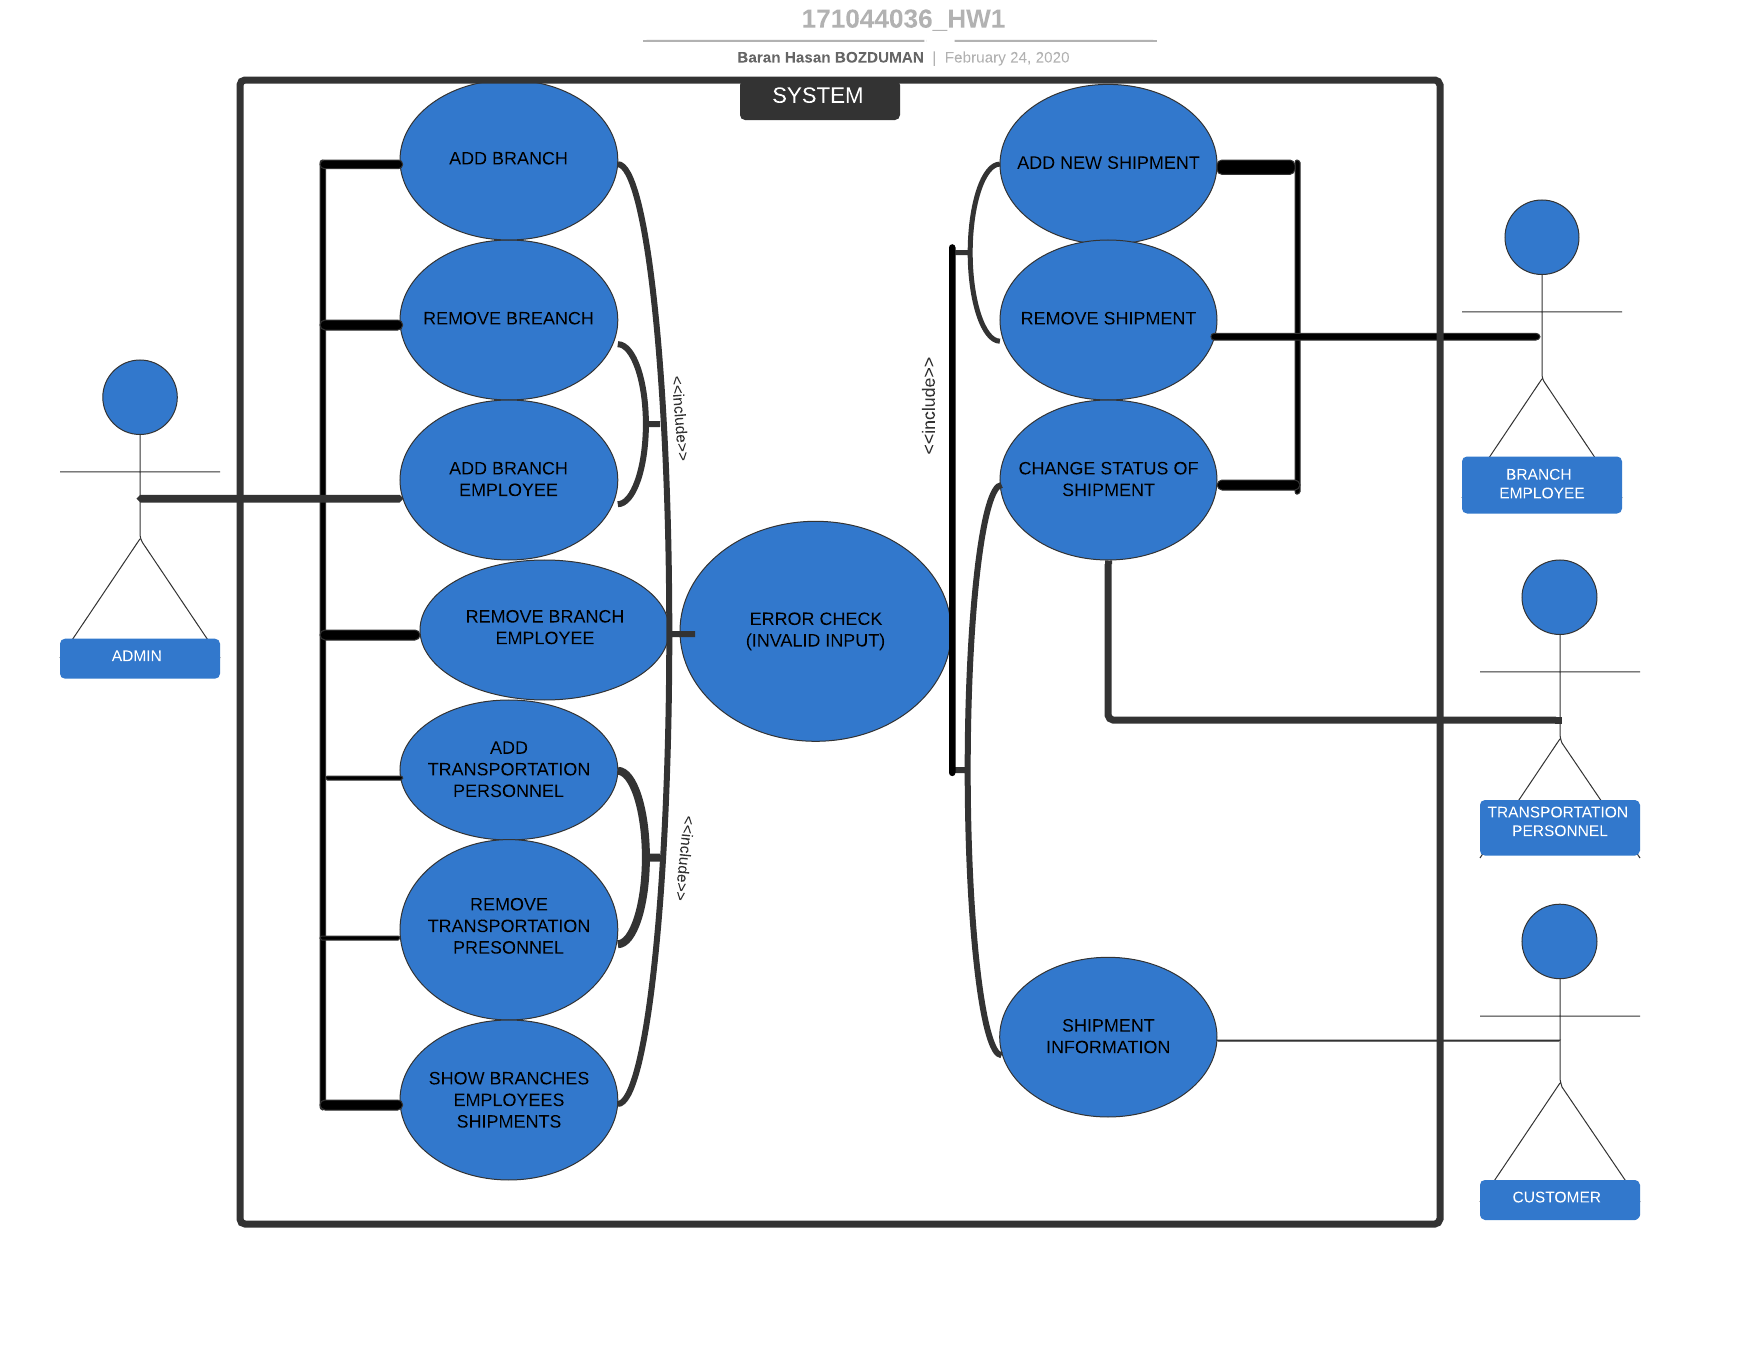 171044036_HW1
Baran Hasan BOZDUMAN | February 24, 2020
SYSTEM
ADD BRANCH
REMOVE BREANCH
ADD BRANCH
EMPLOYEE
REMOVE BRANCH
EMPLOYEE
ADD
TRANSPORTATION
PERSONNEL
REMOVE
TRANSPORTATION
PRESONNEL
SHOW BRANCHES
EMPLOYEES
SHIPMENTS
ADMIN
<<include>>
<<include>>
ERROR CHECK
(INVALID INPUT)
<<include>>
ADD NEW SHIPMENT
REMOVE SHIPMENT
CHANGE STATUS OF
SHIPMENT
SHIPMENT
INFORMATION
BRANCH
EMPLOYEE
TRANSPORTATION
PERSONNEL
CUSTOMER